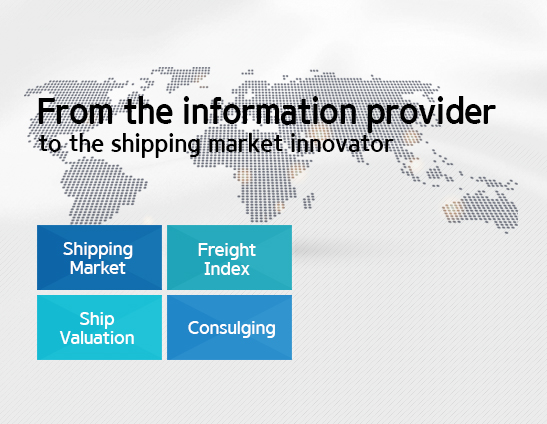 From the information provider
to the shipping market innovator
Shipping
Market
Freight
Index
Ship
Valuation
Consulging